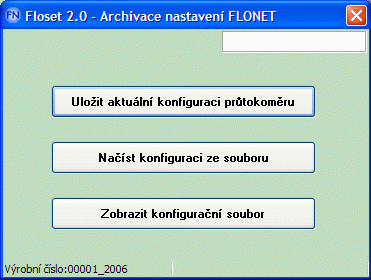 FN Floset 2.0 - Archivace nastavení FLONET
Uložit aktuální konfiguraci průtokoměru
Načíst konfiguraci ze souboru
Zobrazit konfigurační soubor
Výrobní číslo:00001_2006